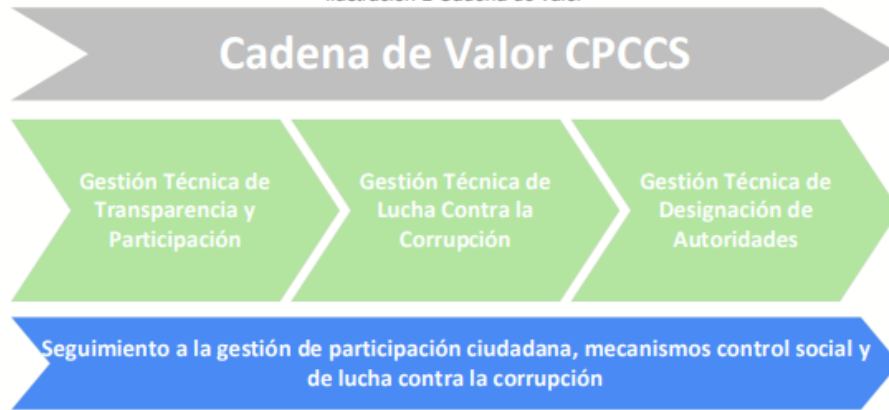 Cadena de Valor CPCCS
Gestión Técnica de
Transparencia y
Participación
Gestión Técnica de
Lucha Contra la
Corrupción
Gestión Técnica de
Designación de
Autoridades
Seguimiento a la gestión de participación ciudadana, mecanismos control social y
de lucha contra la corrupción